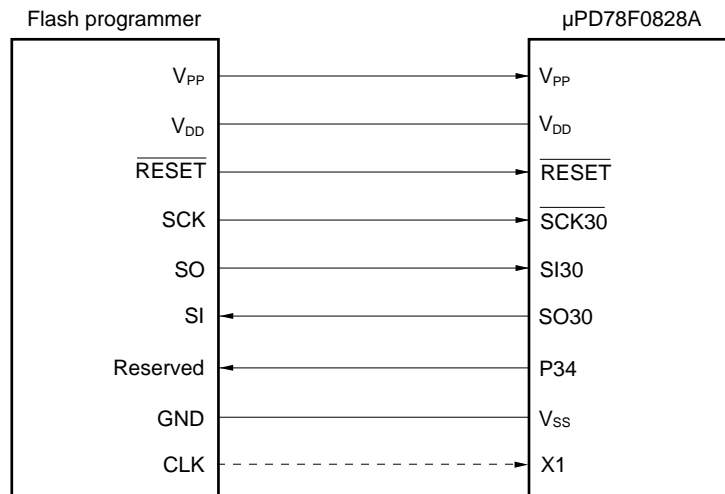 Flash programmer μPD78F0828A
VPP VPP
VDD VDD
RESET RESET
SCK SCK30
SO SI30
SI SO30
Reserved P34
GND VSS
CLK X1